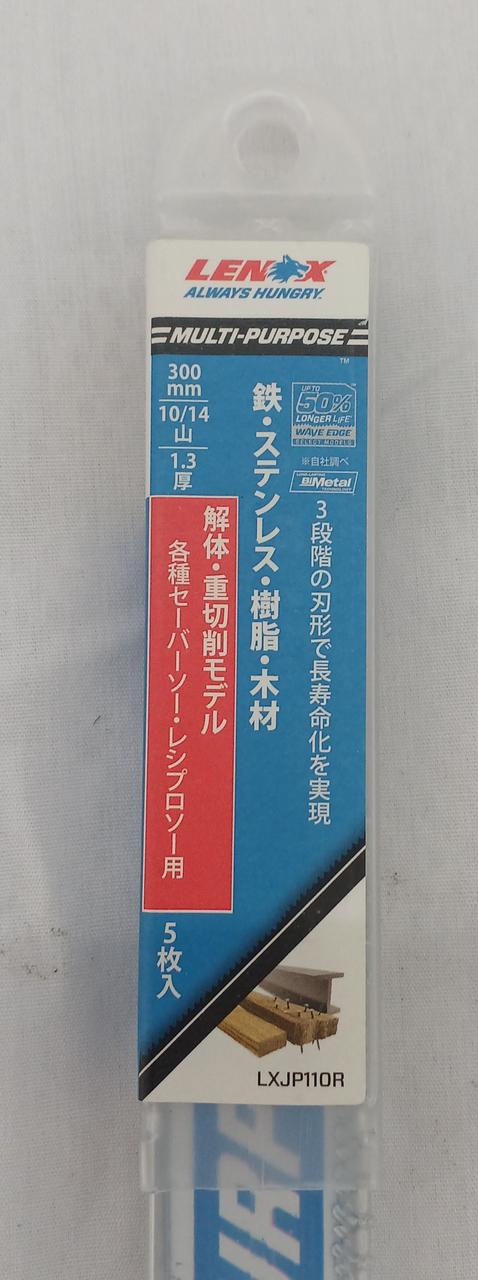 LENOX
ALWAYS HUNGRY.
MULTI-PURPOSE
TM
UP TO
50%
LONGER LIFE
WAVE EDGE
SELECT MODELS
※自社調べ
LONG-LASTING
BiMetal
TECHNOLOGY
3段階の刃形で長寿命化を実現
鉄・ステンレス・樹脂・木材
300
mm
10/14
山
1.3
厚
解体・重切削モデル
各種セーバーソー・レシプロソー用
5枚入
LXJP110R